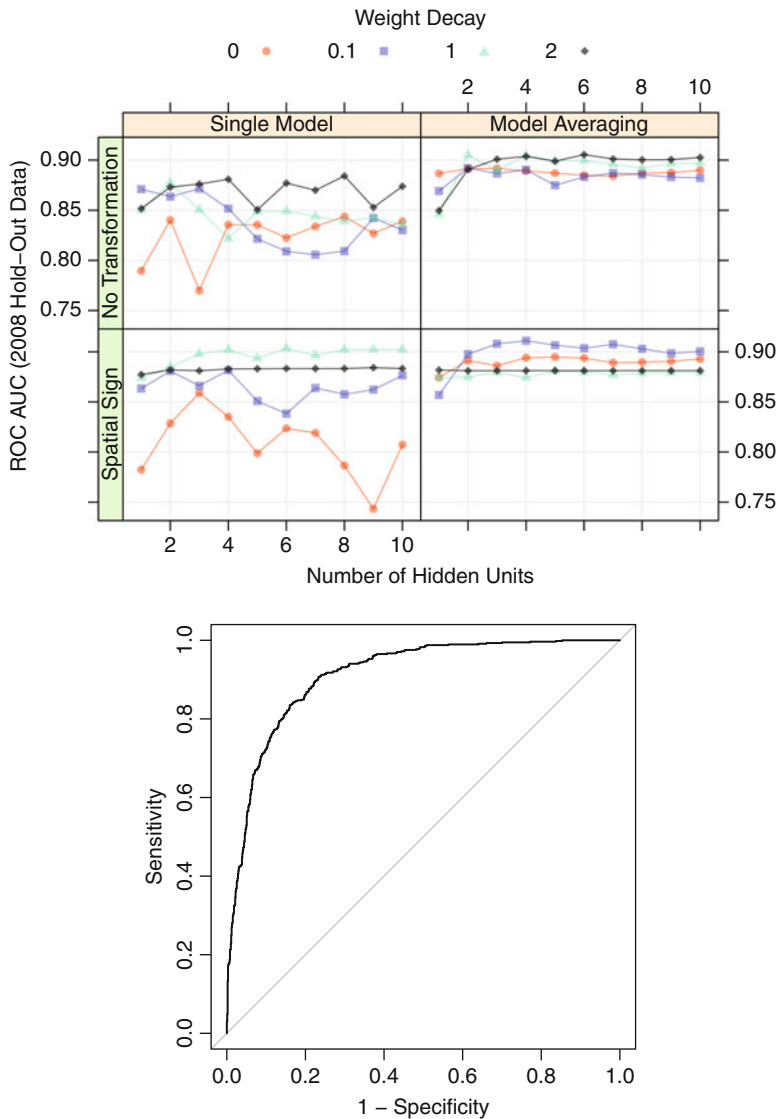 Weight Decay
0 0.1 1 2
2 4 6 8 10
Single Model Model Averaging
No Transformation
0.90
0.85
0.80
0.75
Spatial Sign
0.90
0.85
0.80
0.75
ROC AUC (2008 Hold−Out Data)
2 4 6 8 10
Number of Hidden Units
Sensitivity
1.0
0.8
0.6
0.4
0.2
0.0
0.0 0.2 0.4 0.6 0.8 1.0
1 − Specificity